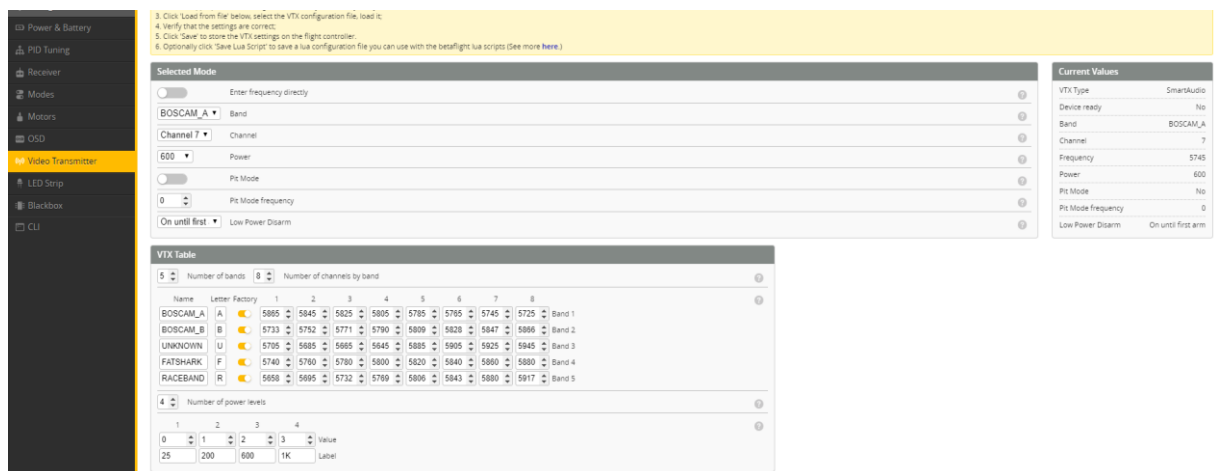 3. Click 'Load from file' below, select the VTX configuration file, load it;
4. Verify that the settings are correct;
5. Click 'Save' to store the VTX settings on the flight controller.
6. Optionally click 'Save Lua Script' to save a lua configuration file you can use with the betaflight lua scripts (See more here.)
Power & Battery
PID Tuning
Receiver
Modes
Motors
OSD
Video Transmitter
LED Strip
Blackbox
CLI
Selected Mode
Enter frequency directly
BOSCAM_A Band
Channel 7 Channel
600 Power
Pit Mode
0 Pit Mode frequency
On until first Low Power Disarm
Current Values
VTX Type SmartAudio
Device ready No
Band BOSCAM_A
Channel 7
Frequency 5745
Power 600
Pit Mode No
Pit Mode frequency 0
Low Power Disarm On until first arm
VTX Table
5 Number of bands 8 Number of channels by band
Name Letter Factory 1 2 3 4 5 6 7 8
BOSCAM_A A 5865 5845 5825 5805 5785 5765 5745 5725 Band 1
BOSCAM_B B 5733 5752 5771 5790 5809 5828 5847 5866 Band 2
UNKNOWN U 5705 5685 5665 5645 5885 5905 5925 5945 Band 3
FATSHARK F 5740 5760 5780 5800 5820 5840 5860 5880 Band 4
RACEBAND R 5658 5695 5732 5769 5806 5843 5880 5917 Band 5
4 Number of power levels
1 2 3 4
0 1 2 3 Value
25 200 600 1K Label